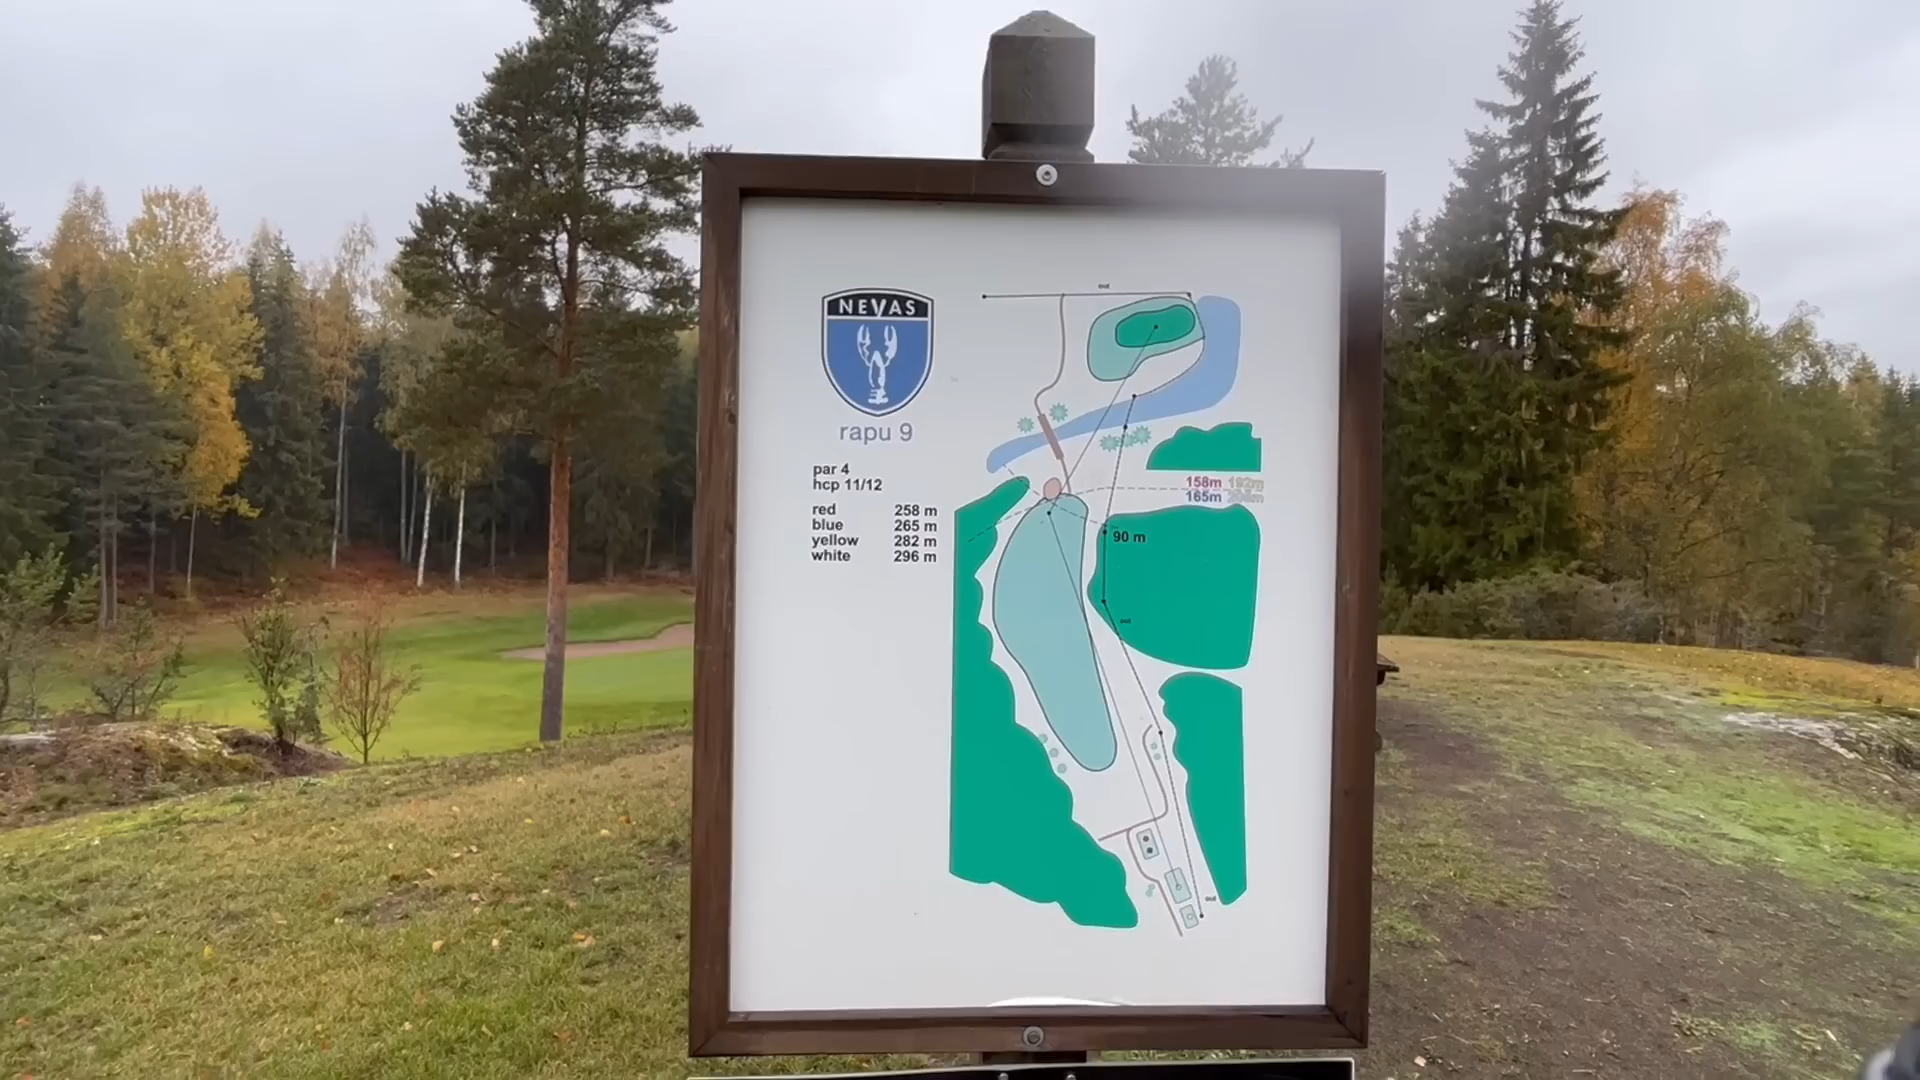 out
NEVAS
rapu 9
par 4
hcp 11/12
red 258 m
blue 265 m
yellow 282 m
white 296 m
158m 192m
165m
90 m
out
out